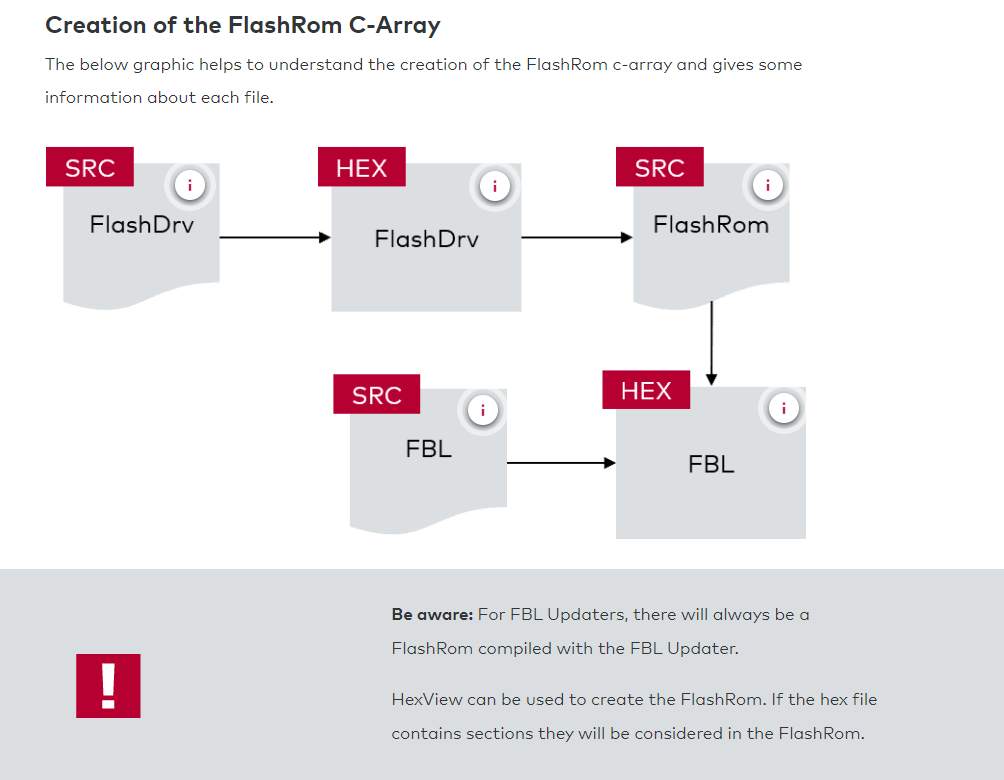 Creation of the FlashRom C-Array
The below graphic helps to understand the creation of the FlashRom c-array and gives some
information about each file.
SRC
i
FlashDrv
HEX
i
FlashDrv
SRC
i
FlashRom
SRC
i
FBL
HEX
i
FBL
!
Be aware: For FBL Updaters, there will always be a
FlashRom compiled with the FBL Updater.
HexView can be used to create the FlashRom. If the hex file
contains sections they will be considered in the FlashRom.